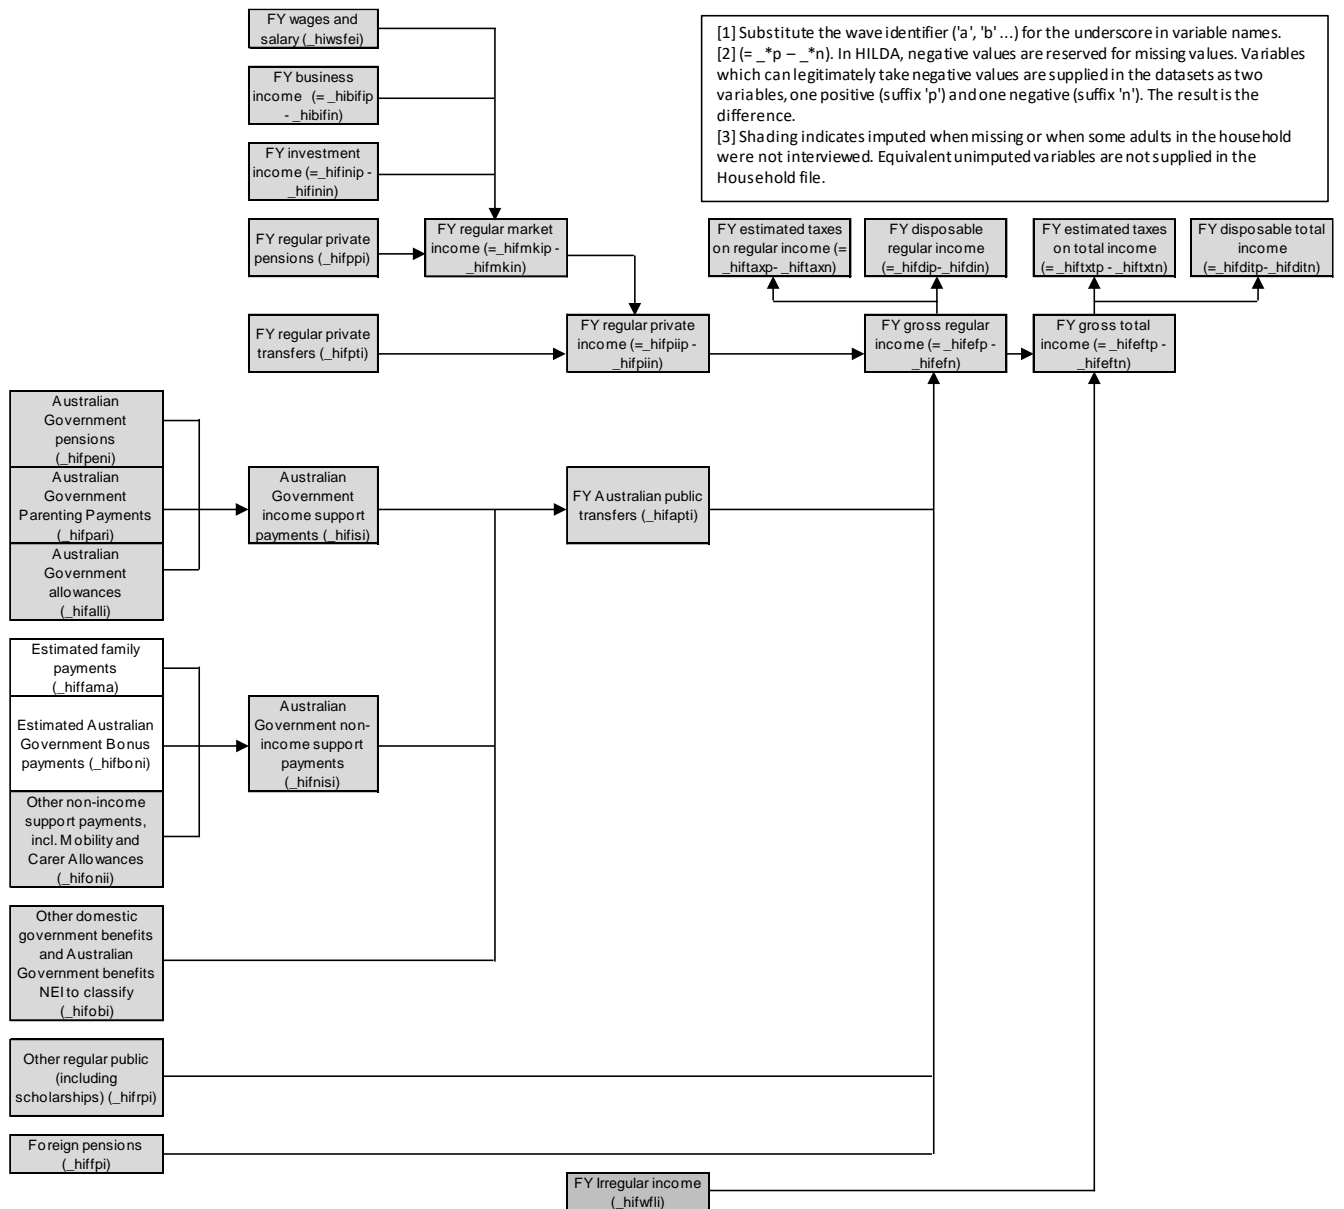 FY wages and
salary (_hiwsfei)
FY business
income (= _hibifip
- _hibifin)
FY investment
income (=_hifinip -
_hifinin)
FY regular private
pensions (_hifppi)
FY regular market
income (=_hifmkip -
_hifmkin)
[1] Substitute the wave identifier ('a', 'b' ...) for the underscore in variable names.
[2] (= _*p – _*n). In HILDA, negative values are reserved for missing values. Variables
which can legitimately take negative values are supplied in the datasets as two
variables, one positive (suffix 'p') and one negative (suffix 'n'). The result is the
difference.
[3] Shading indicates imputed when missing or when some adults in the household
were not interviewed. Equivalent unimputed variables are not supplied in the
Household file.
FY estimated taxes
on regular income (=
_hiftaxp- _hiftaxn)
FY disposable
regular income
(=_hifdip-_hifdin)
FY estimated taxes
on total income
(= _hiftxtp - _hiftxtn)
FY disposable total
income
(=_hifditp-_hifditn)
FY regular private
transfers (_hifpti)
FY regular private
income (=_hifpiip -
_hifpiin)
FY gross regular
income (= _hifefp -
_hifefn)
FY gross total
income (= _hifeftp -
_hifeftn)
Australian
Government
pensions
(_hifpeni)
Australian
Government
Parenting Payments
(_hifpari)
Australian
Government
allowances
(_hifalli)
Australian
Government
income support
payments (_hifisi)
FY Australian public
transfers (_hifapti)
Estimated family
payments
(_hiffama)
Estimated Australian
Government Bonus
payments (_hifboni)
Other non-income
support payments,
incl. Mobility and
Carer Allowances
(_hifonii)
Australian
Government non-
income support
payments
(_hifnisi)
Other domestic
government benefits
and Australian
Government benefits
NEI to classify
(_hifobi)
Other regular public
(including
scholarships) (_hifrpi)
Foreign pensions
(_hiffpi)
FY Irregular income
(_hifwfli)